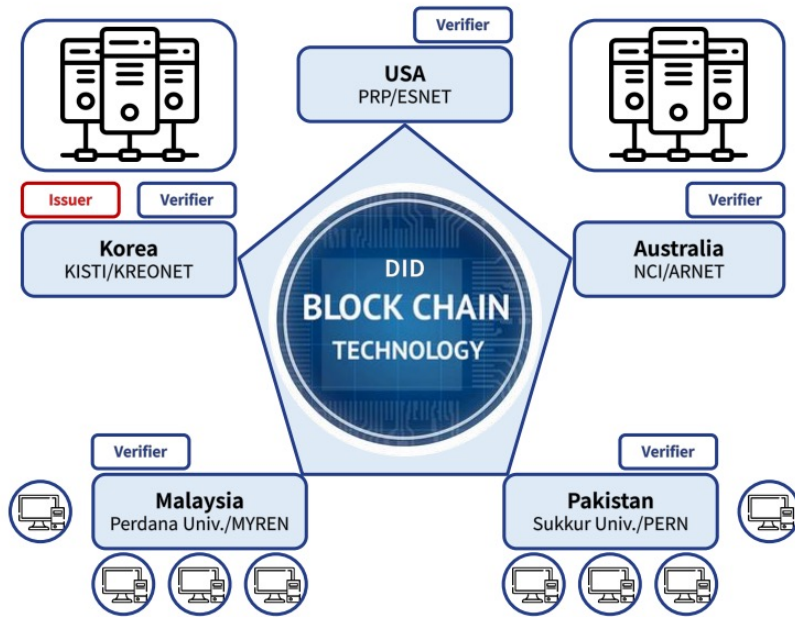 Verifier
USA
PRP/ESNET
Issuer
Verifier
Korea
KISTI/KREONET
Verifier
Australia
NCI/ARNET
DID
BLOCK CHAIN
TECHNOLOGY
Verifier
Malaysia
Perdana Univ./MYREN
Verifier
Pakistan
Sukkur Univ./PERN